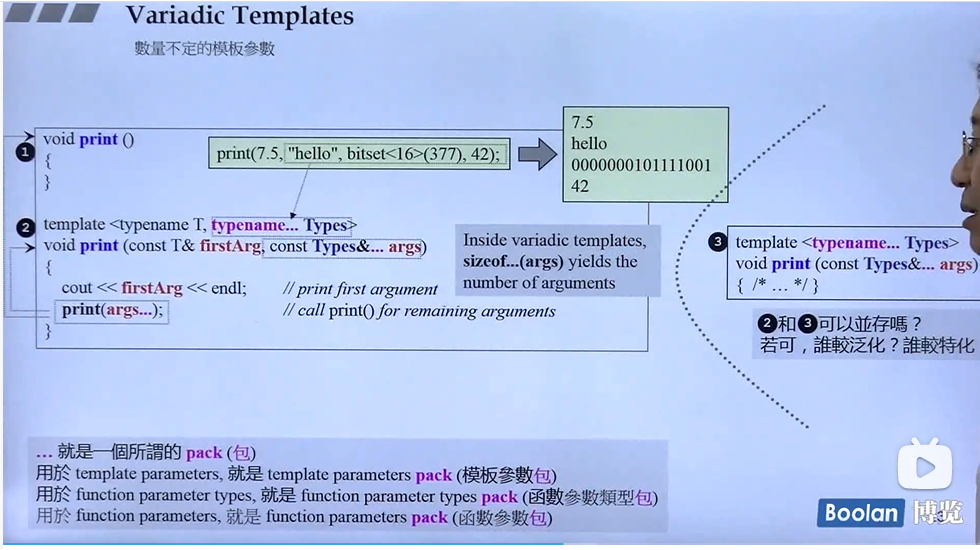 Variadic Templates
數量不定的模板參數
1
void print ()
{
}
print(7.5, "hello", bitset<16>(377), 42);
7.5
hello
0000000101111001
42
2
template <typename T, typename... Types>
void print (const T& firstArg, const Types&... args)
{
cout << firstArg << endl; // print first argument
print(args...); // call print() for remaining arguments
}
Inside variadic templates,
sizeof...(args) yields the
number of arguments
3
template <typename... Types>
void print (const Types&... args)
{ /* … */ }
2和3可以並存嗎？
若可，誰較泛化？誰較特化
... 就是一個所謂的 pack (包)
用於 template parameters, 就是 template parameters pack (模板參數包)
用於 function parameter types, 就是 function parameter types pack (函數參數類型包)
用於 function parameters, 就是 function parameters pack (函數參數包)
Boolan 博览